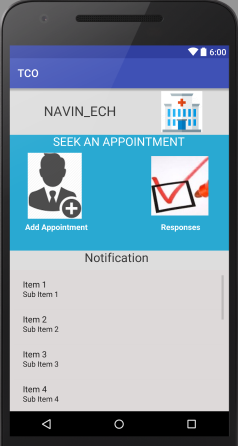 6:00
TCO
NAVIN_ECH
SEEK AN APPOINTMENT
Add Appointment
Responses
Notification
Item 1
Sub Item 1
Item 2
Sub Item 2
Item 3
Sub Item 3
Item 4
Sub Item 4